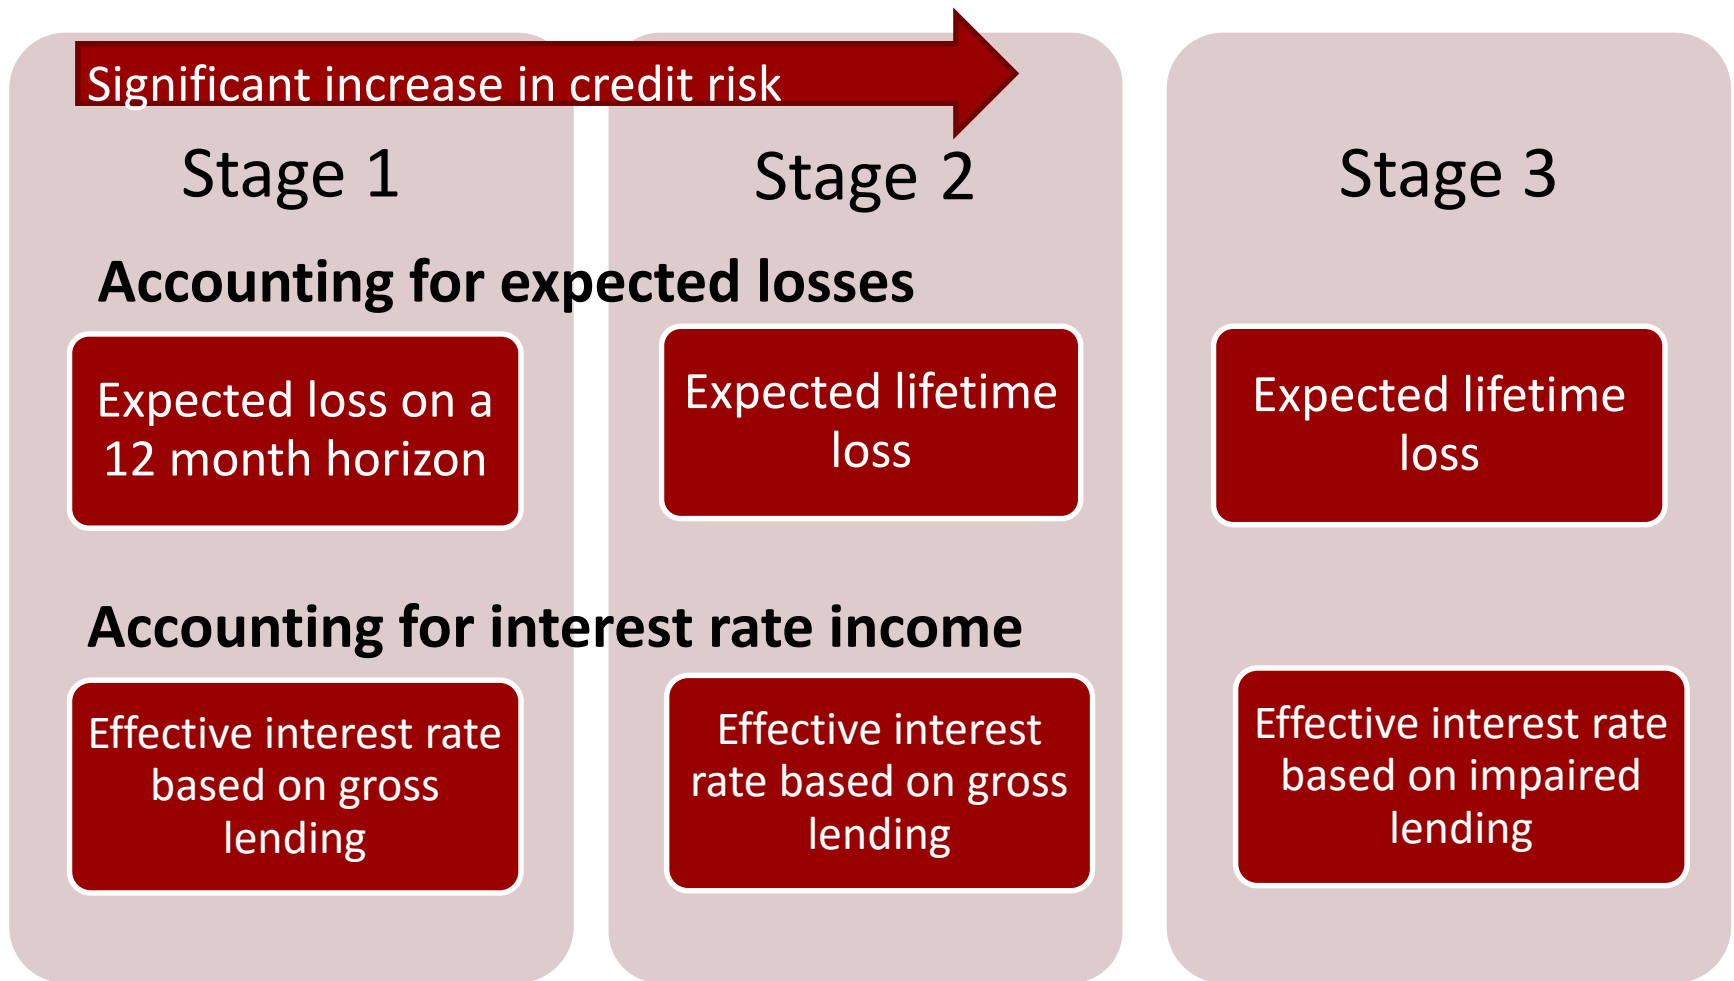 Significant increase in credit risk
Stage 1
Stage 2
Stage 3
Accounting for expected losses
Expected loss on a
12 month horizon
Expected lifetime
loss
Expected lifetime
loss
Accounting for interest rate income
Effective interest rate
based on gross
lending
Effective interest
rate based on gross
lending
Effective interest rate
based on impaired
lending